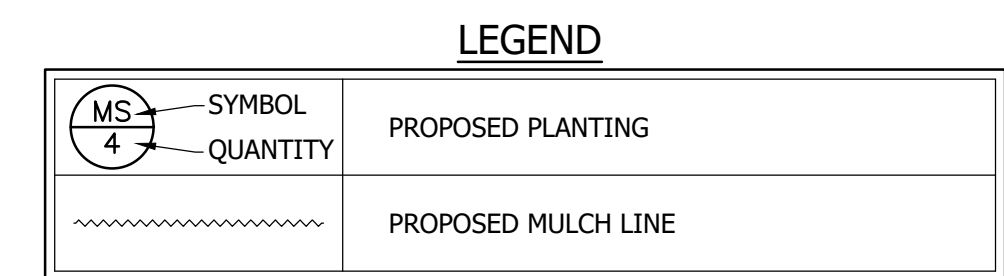 LEGEND
MS
4
SYMBOL
QUANTITY
PROPOSED PLANTING
PROPOSED MULCH LINE